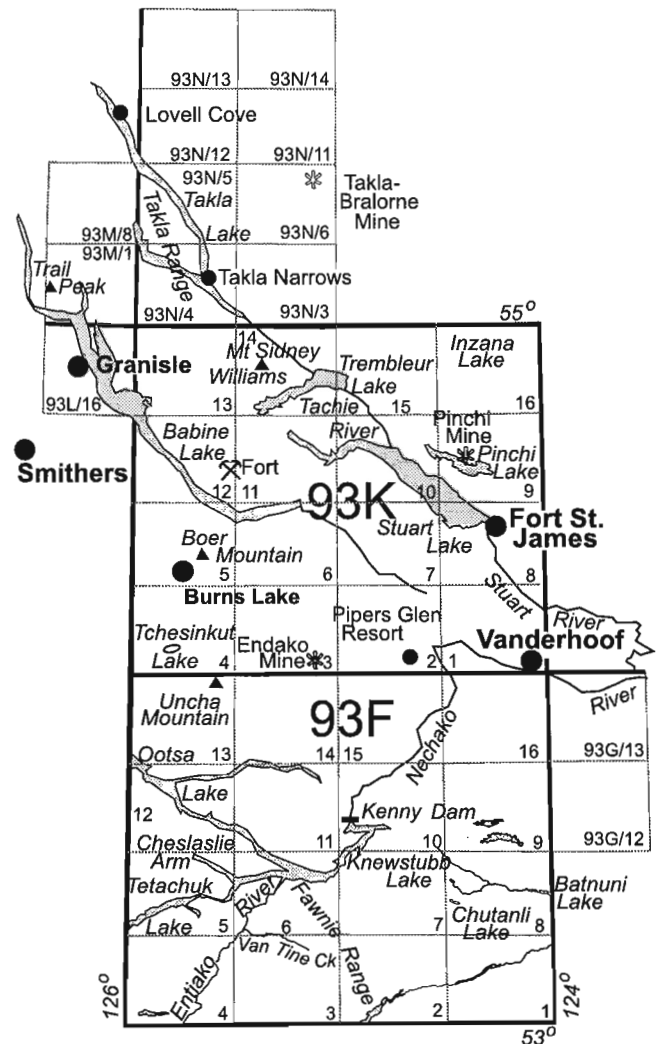 93N/13
93N/14
Lovell Cove
93N/12
93N/11
93N/5
Takla
Lake
Takla-
Bralorne
Mine
Takla Range
93M/8
93N/6
93M/1
Trail
Peak
Takla Narrows
93N/4
93N/3
55°
14
Mt Sidney
Williams
Inzana
Lake
Granisle
Trembleur
Lake
93L/16
13
Tachie
River
15
16
Pinchi
Mine
Pinchi
Lake
Babine
Lake
Fort
Smithers
12
11
93K
10
9
Stuart
Lake
Fort St.
James
Boer
Mountain
5
6
7
8
Stuart
River
Burns Lake
Pipers Glen
Resort
Tchesinkut
Lake
4
Endako
Mine
3
2
1
Vanderhoof
River
Uncha
Mountain
93F
Nechako
Ootsa
Lake
13
14
15
16
93G/13
12
Kenny Dam
Cheslaslie
Arm
11
10
9
93G/12
Knewstubb
Lake
Tetachuk
Lake
River
Fawnie
Range
Batnuni
Lake
Chutanli
Lake
5
6
7
8
Van Tine Ck
Entiako
126°
124°
4
3
2
1
53°